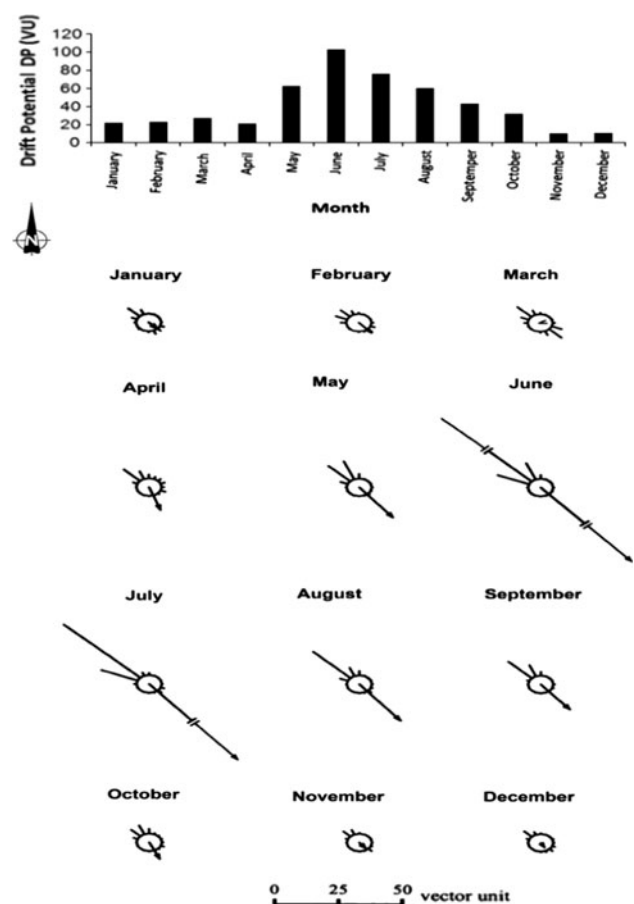 Drift Potential DP (VU)
120
100
80
60
40
20
0
January February March April May June July August September October November December
Month
N
January February March
April May June
July August September
October November December
0 25 50 vector unit